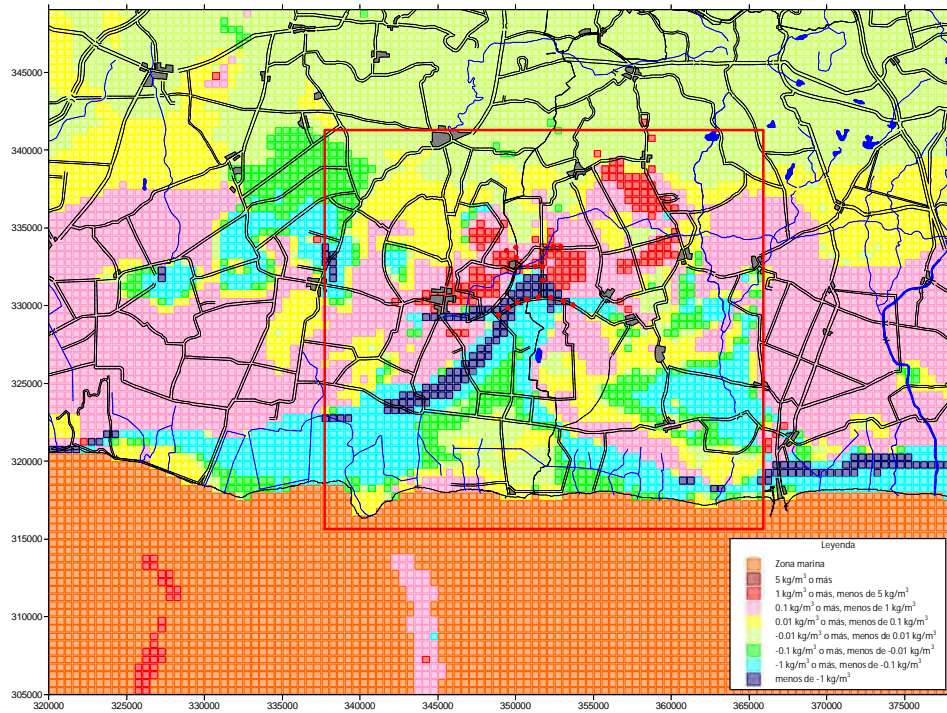 345000
340000
335000
330000
325000
320000
315000
310000
305000
320000 325000 330000 335000 340000 345000 350000 355000 360000 365000 370000 375000
Leyenda
Zona marina
5 kg/m³ o más
1 kg/m³ o más, menos de 5 kg/m³
0.1 kg/m³ o más, menos de 1 kg/m³
0.01 kg/m³ o más, menos de 0.1 kg/m³
-0.01 kg/m³ o más, menos de 0.01 kg/m³
-0.1 kg/m³ o más, menos de -0.01 kg/m³
-1 kg/m³ o más, menos de -0.1 kg/m³
menos de -1 kg/m³